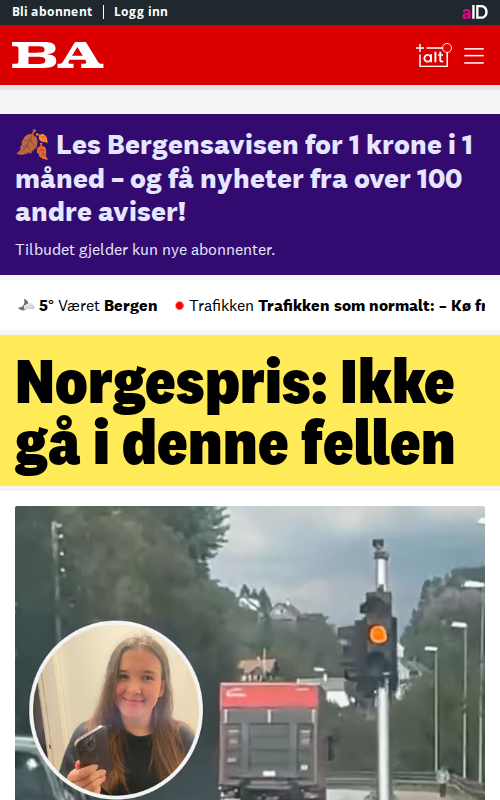 Bli abonnent
Logg inn
aID
BA
alt
Les Bergensavisen for 1 krone i 1
måned – og få nyheter fra over 100
andre aviser!
Tilbudet gjelder kun nye abonnenter.
5° Været Bergen
Trafikken Trafikken som normalt: – Kø fr
Norgespris: Ikke
gå i denne fellen